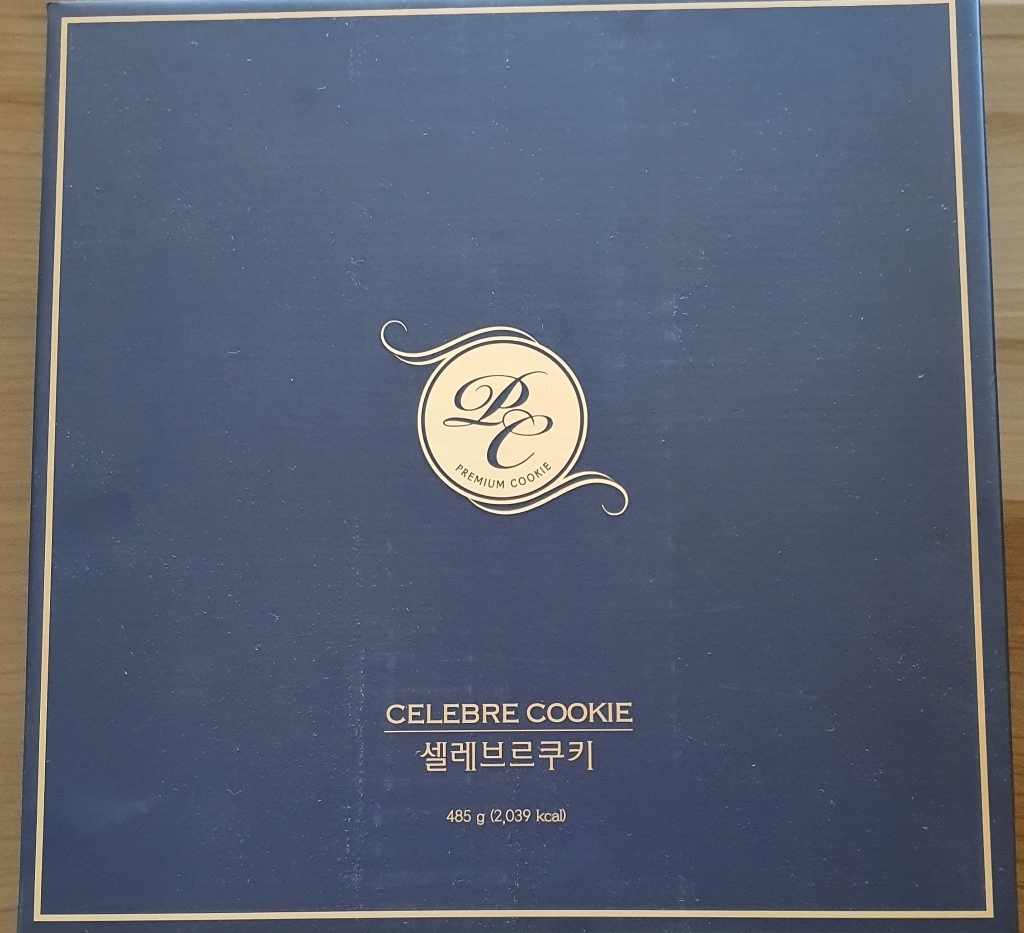 PC
PREMIUM COOKIE
CELEBRE COOKIE
셀레브르쿠키
485 g (2,039 kcal)